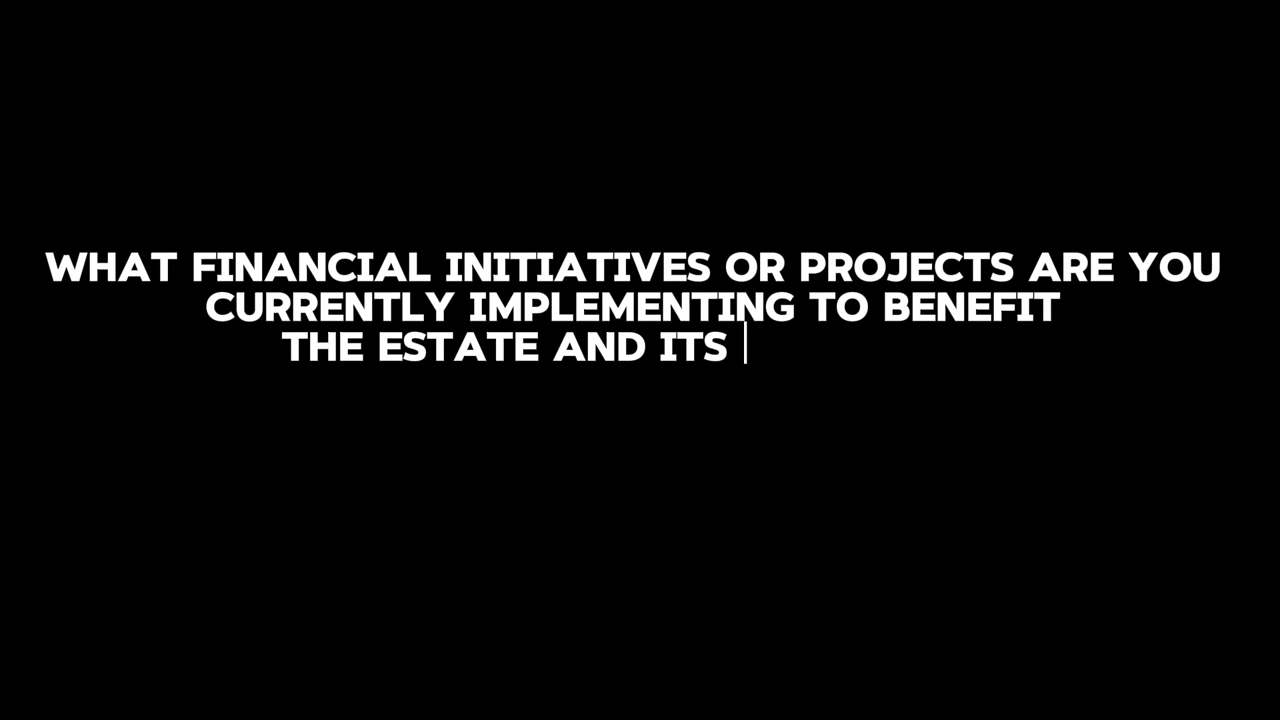 WHAT FINANCIAL INITIATIVES OR PROJECTS ARE YOU
CURRENTLY IMPLEMENTING TO BENEFIT
THE ESTATE AND ITS